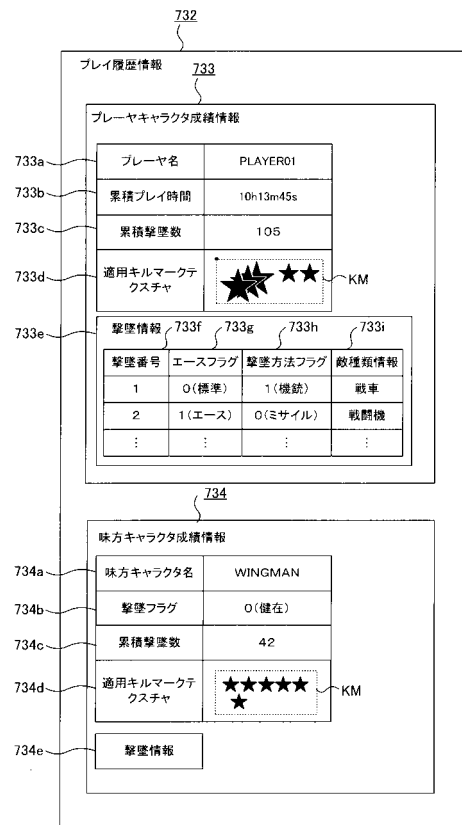 732
プレイ履歴情報
733
プレーヤキャラクタ成績情報
733a プレーヤ名 PLAYER01
733b 累積プレイ時間 10h13m45s
733c 累積撃墜数 105
733d 適用キルマークテ
クスチャ KM
733e 撃墜情報 733f 733g 733h 733i
撃墜番号 エースフラグ 撃墜方法フラグ 敵種類情報
1 0(標準) 1(機銃) 戦車
2 1(エース) 0(ミサイル) 戦闘機
⋮ ⋮ ⋮ ⋮
734
味方キャラクタ成績情報
734a 味方キャラクタ名 WINGMAN
734b 撃墜フラグ 0(健在)
734c 累積撃墜数 42
734d 適用キルマークテ
クスチャ KM
734e 撃墜情報